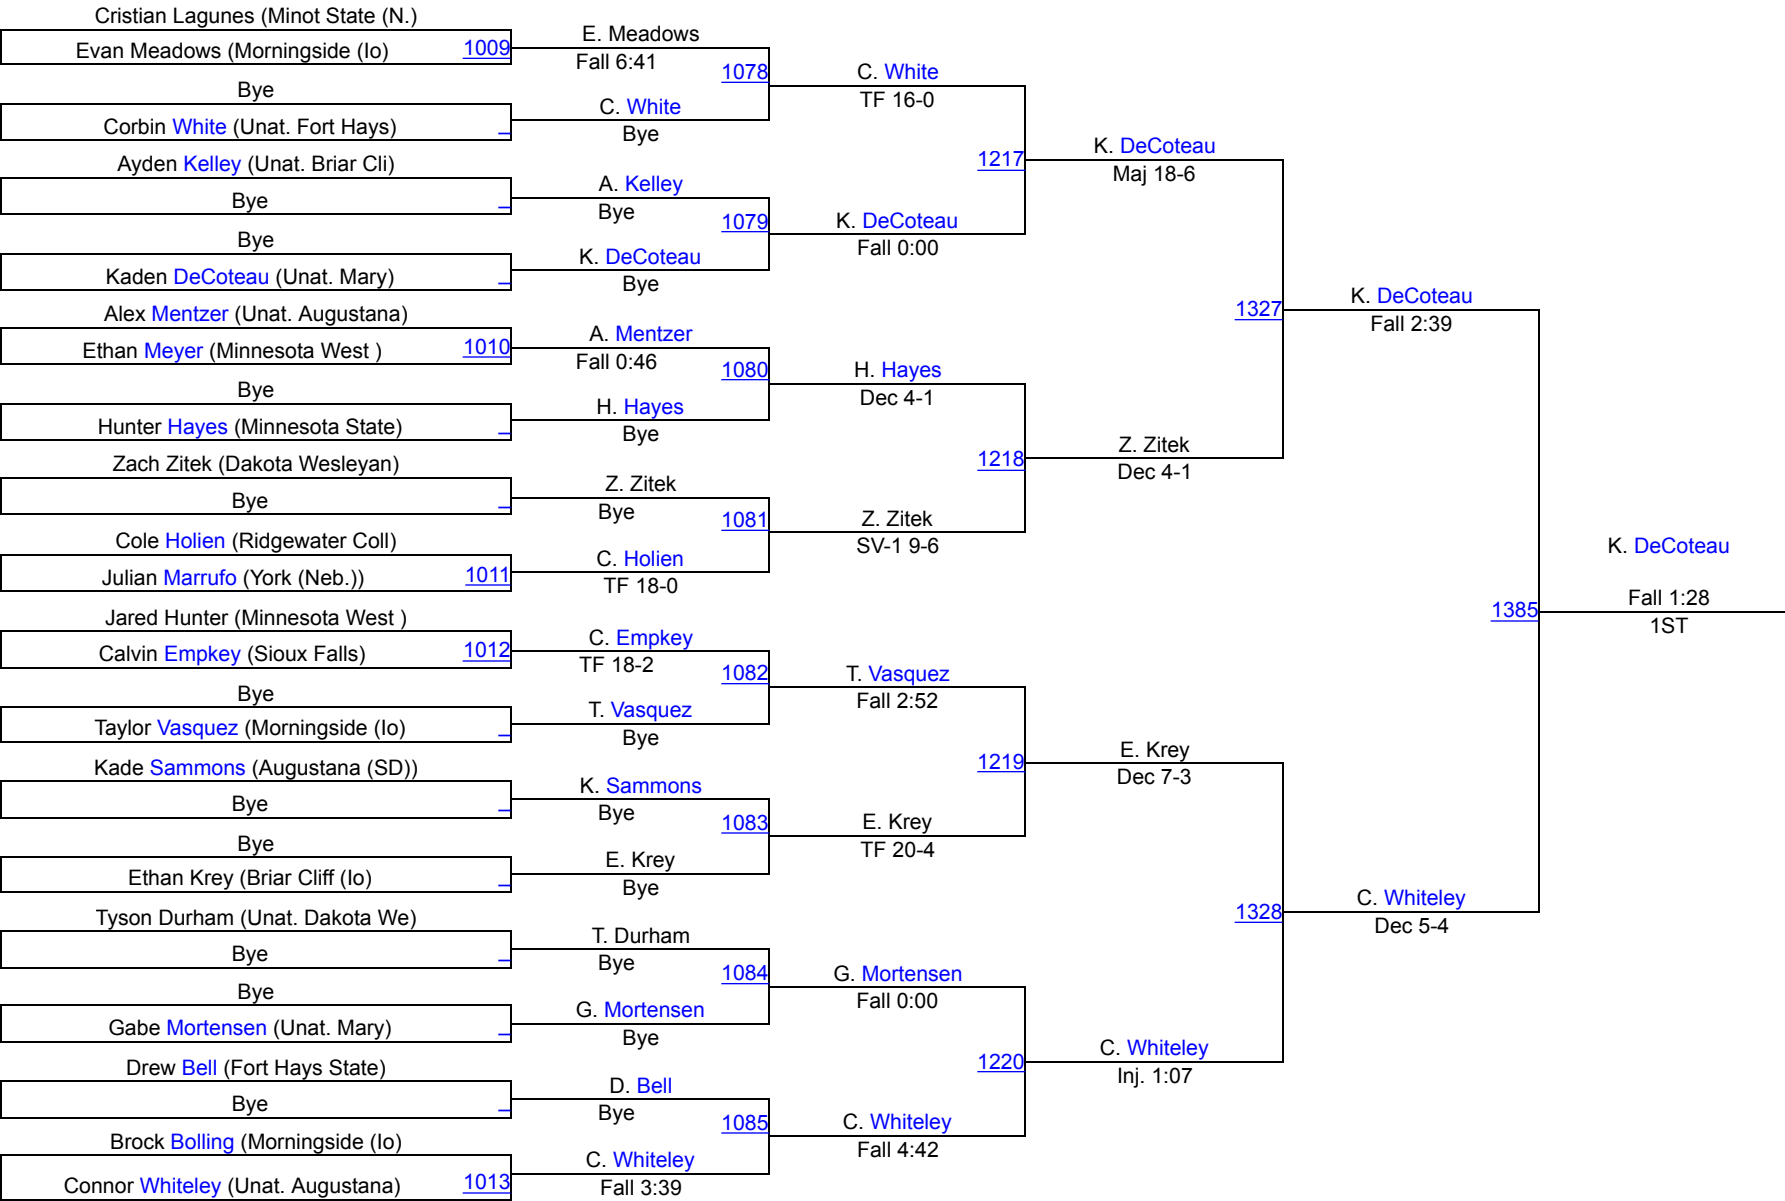 Cristian Lagunes (Minot State (N.)
Evan Meadows (Morningside (Io)
1009
Bye
Corbin White (Unat. Fort Hays)
Ayden Kelley (Unat. Briar Cli)
Bye
Bye
Kaden DeCoteau (Unat. Mary)
Alex Mentzer (Unat. Augustana)
Ethan Meyer (Minnesota West )
1010
Bye
Hunter Hayes (Minnesota State)
Zach Zitek (Dakota Wesleyan)
Bye
Cole Holien (Ridgewater Coll)
Julian Marrufo (York (Neb.))
1011
Jared Hunter (Minnesota West )
Calvin Empkey (Sioux Falls)
1012
Bye
Taylor Vasquez (Morningside (Io)
Kade Sammons (Augustana (SD))
Bye
Bye
Ethan Krey (Briar Cliff (Io)
Tyson Durham (Unat. Dakota We)
Bye
Bye
Gabe Mortensen (Unat. Mary)
Drew Bell (Fort Hays State)
Bye
Brock Bolling (Morningside (Io)
Connor Whiteley (Unat. Augustana)
1013
E. Meadows
Fall 6:41
1078
C. White
Bye
A. Kelley
Bye
1079
K. DeCoteau
Bye
A. Mentzer
Fall 0:46
1080
H. Hayes
Bye
Z. Zitek
Bye
1081
C. Holien
TF 18-0
C. Empkey
TF 18-2
1082
T. Vasquez
Bye
K. Sammons
Bye
1083
E. Krey
Bye
T. Durham
Bye
1084
G. Mortensen
Bye
D. Bell
Bye
1085
C. Whiteley
Fall 3:39
C. White
TF 16-0
1217
K. DeCoteau
Fall 0:00
H. Hayes
Dec 4-1
1218
Z. Zitek
SV-1 9-6
T. Vasquez
Fall 2:52
1219
E. Krey
TF 20-4
G. Mortensen
Fall 0:00
1220
C. Whiteley
Fall 4:42
K. DeCoteau
Maj 18-6
1327
Z. Zitek
Dec 4-1
E. Krey
Dec 7-3
1328
C. Whiteley
Inj. 1:07
K. DeCoteau
Fall 2:39
1385
C. Whiteley
Dec 5-4
K. DeCoteau
Fall 1:28
1ST